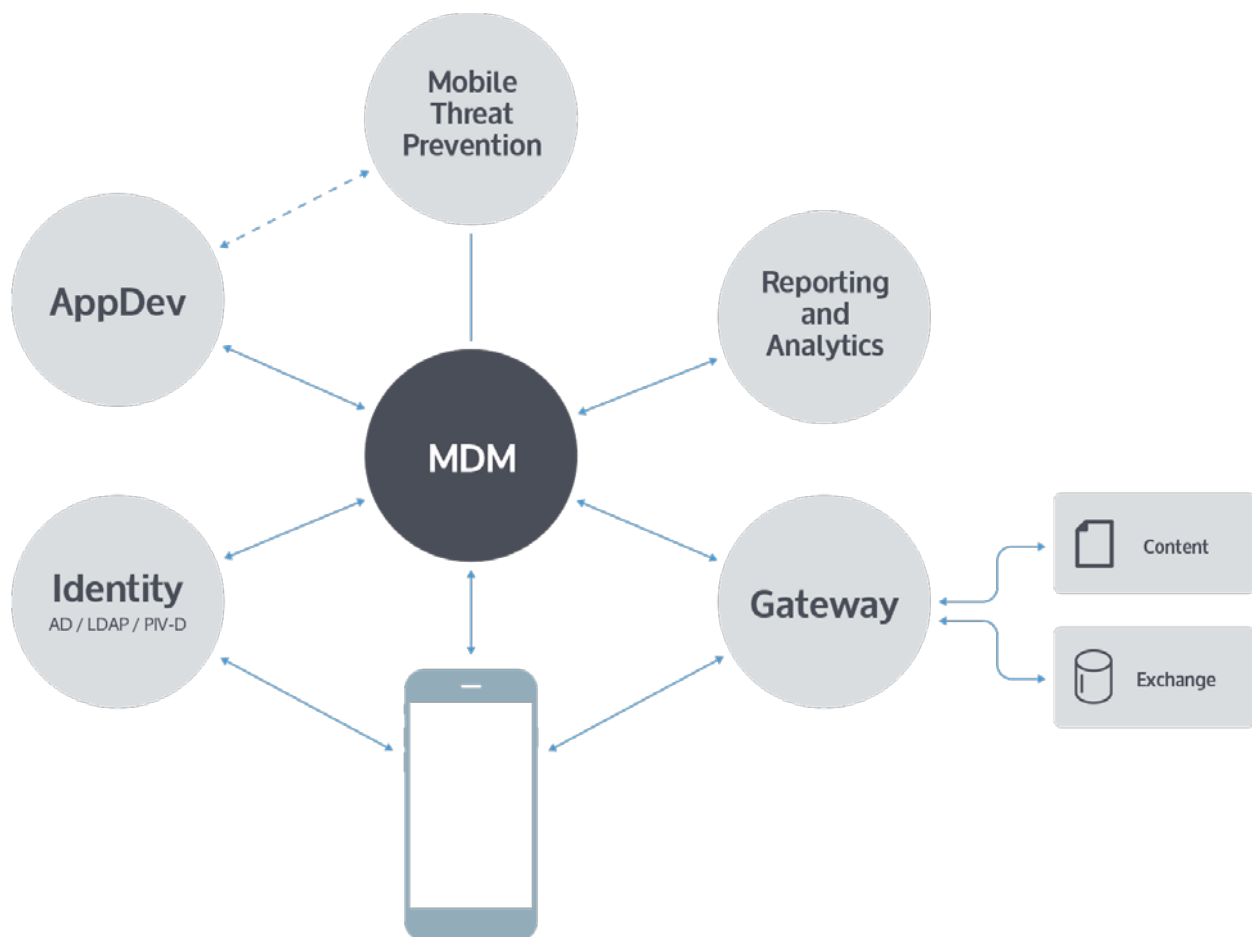 Mobile
Threat
Prevention
AppDev
Reporting
and
Analytics
MDM
Identity
AD / LDAP / PIV-D
Gateway
Content
Exchange